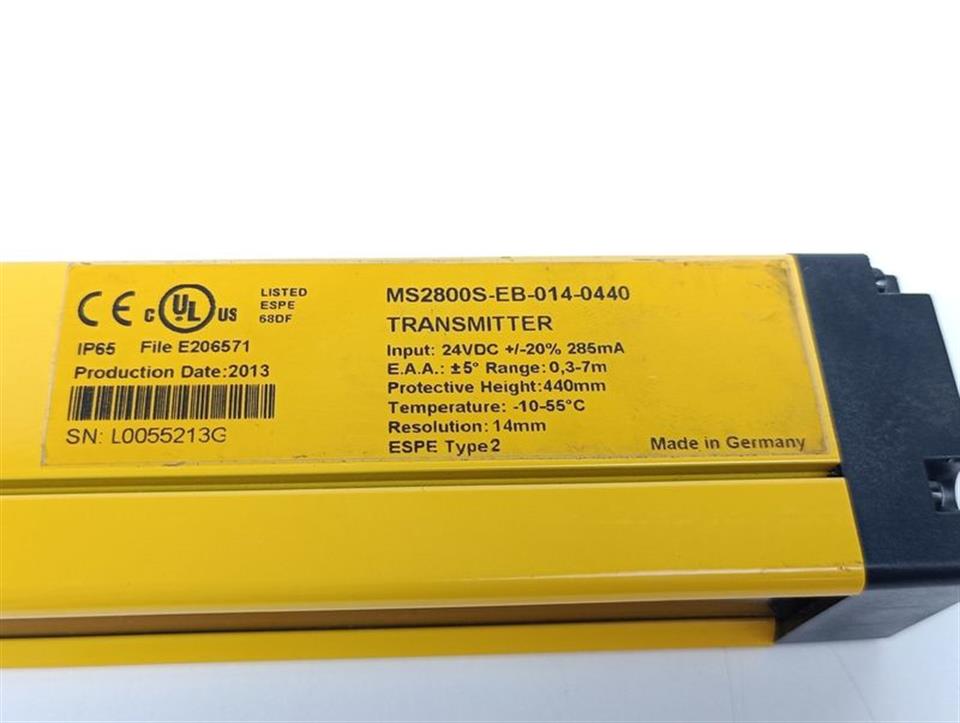 CE c UL US LISTED
ESPE
68DF
IP65 File E206571
Production Date:2013
SN: L0055213G
MS2800S-EB-014-0440
TRANSMITTER
Input: 24VDC +/-20% 285mA
E.A.A.: ±5° Range: 0,3-7m
Protective Height:440mm
Temperature: -10-55°C
Resolution: 14mm
ESPE Type2
Made in Germany